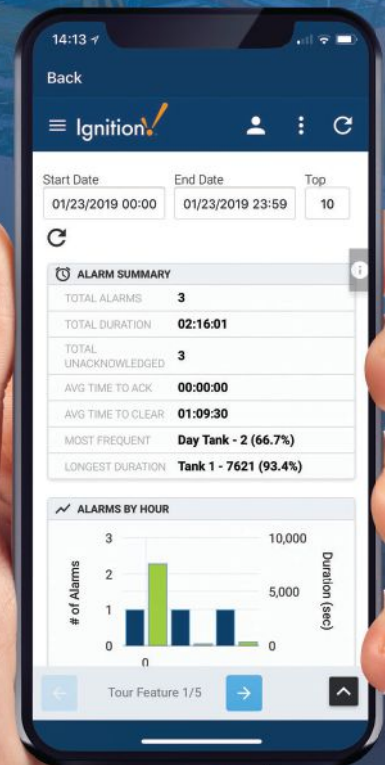 14:13
Back
Ignition!
Start Date End Date Top
01/23/2019 00:00 01/23/2019 23:59 10
ALARM SUMMARY
TOTAL ALARMS 3
TOTAL DURATION 02:16:01
TOTAL
UNACKNOWLEDGED 3
AVG TIME TO ACK 00:00:00
AVG TIME TO CLEAR 01:09:30
MOST FREQUENT Day Tank - 2 (66.7%)
LONGEST DURATION Tank 1 - 7621 (93.4%)
ALARMS BY HOUR
3 10,000
2
5,000
1
0 0
# of Alarms
Duration (sec)
0
Tour Feature 1/5